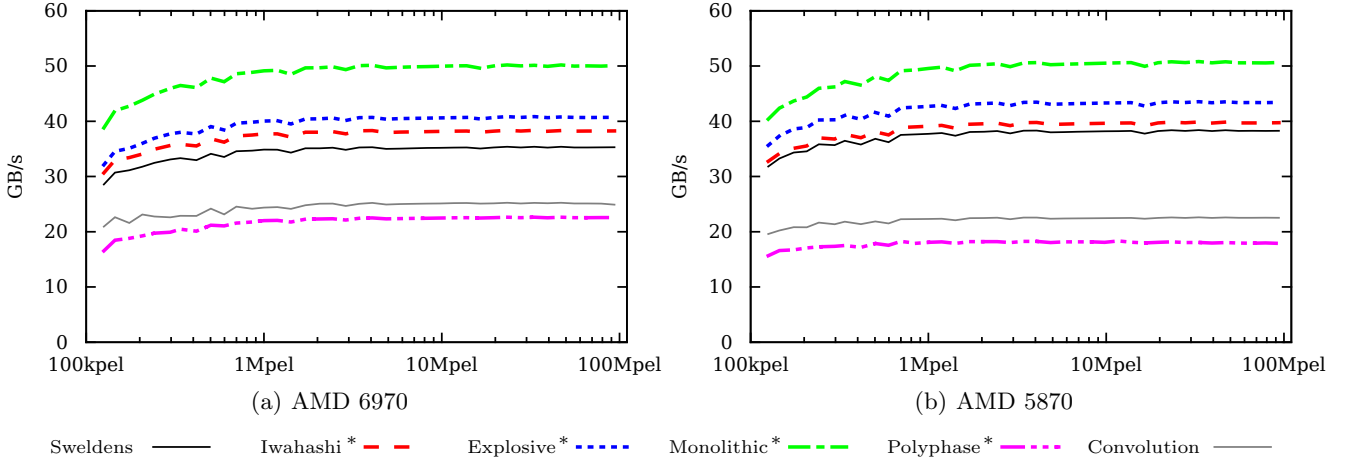 60
50
40
30
20
10
0
GB/s
100kpel 1Mpel 10Mpel 100Mpel
(a) AMD 6970
60
50
40
30
20
10
0
GB/s
100kpel 1Mpel 10Mpel 100Mpel
(b) AMD 5870
Sweldens Iwahashi* Explosive* Monolithic* Polyphase* Convolution